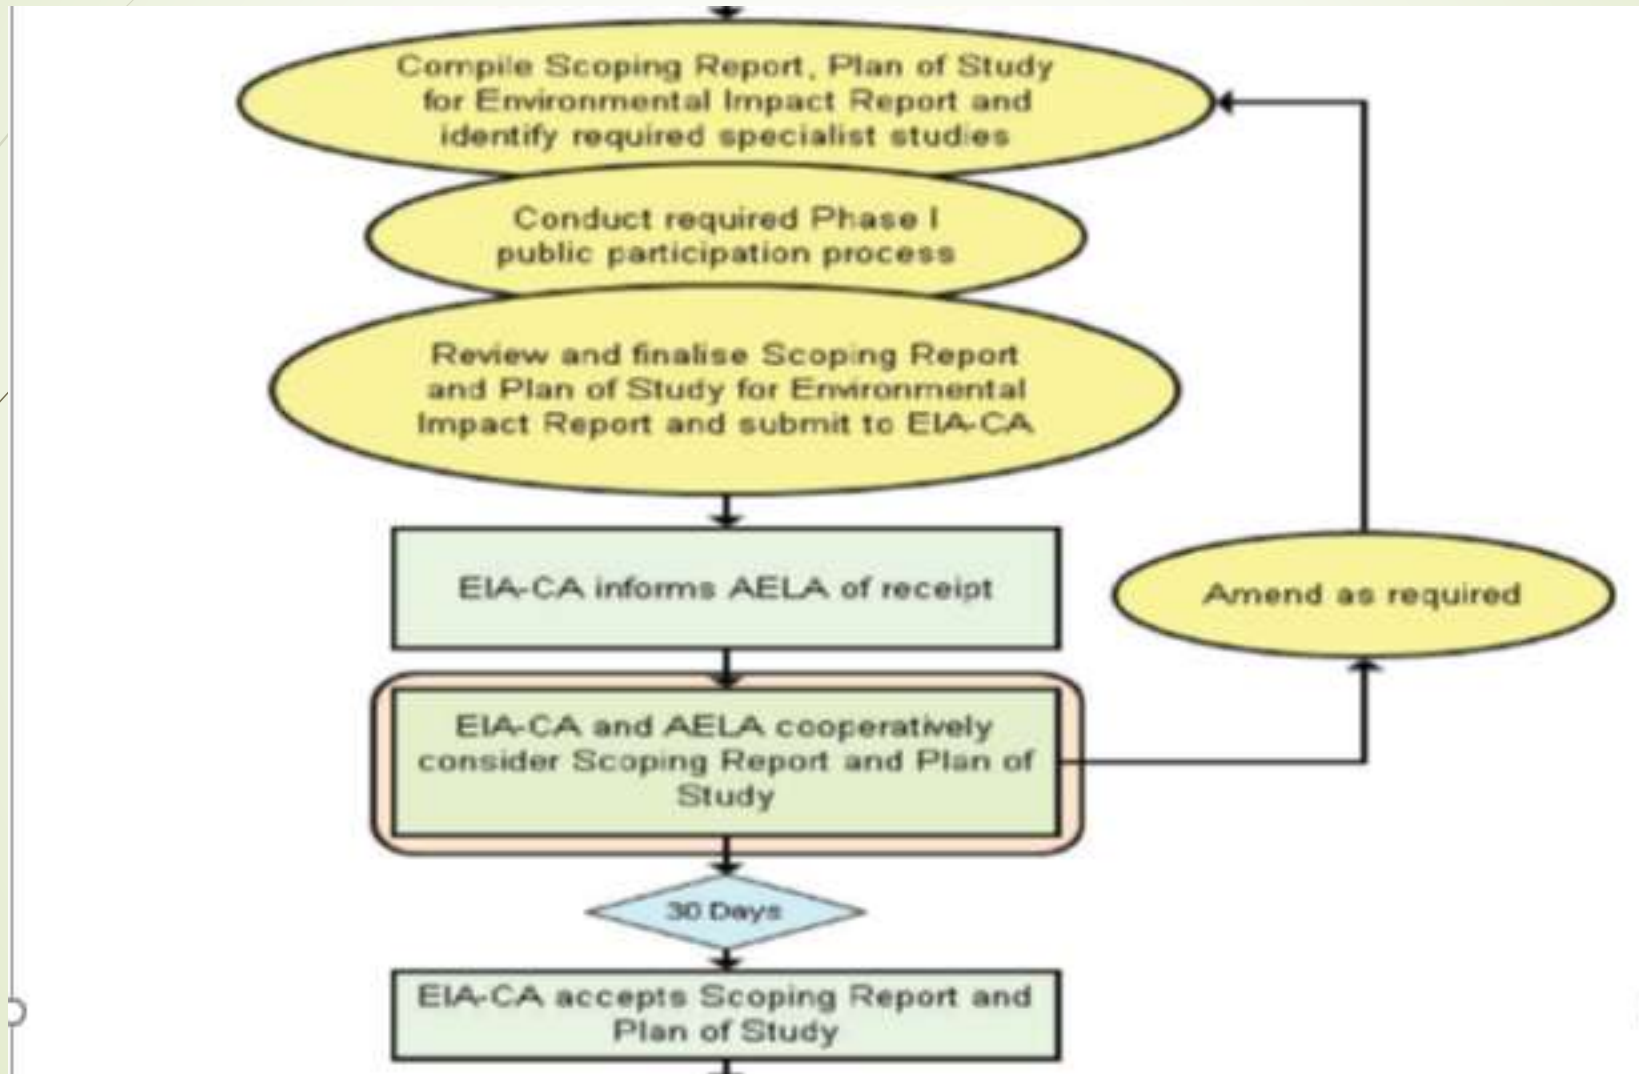 Compile Scoping Report, Plan of Study
for Environmental Impact Report and
identify required specialist studies
Conduct required Phase I
public participation process
Review and finalise Scoping Report
and Plan of Study for Environmental
Impact Report and submit to EIA-CA
EIA-CA informs AELA of receipt
Amend as required
EIA-CA and AELA cooperatively
consider Scoping Report and Plan of
Study
30 Days
EIA-CA accepts Scoping Report and
Plan of Study